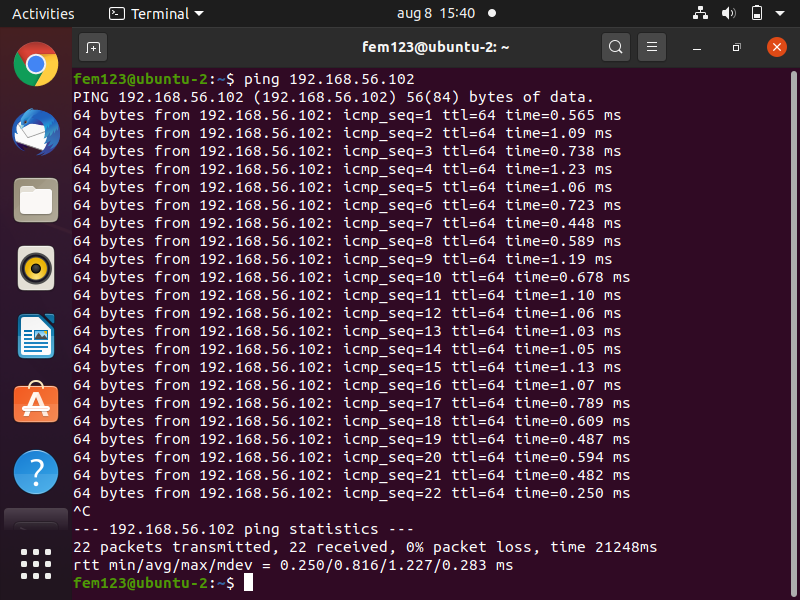 Activities Terminal aug 8 15:40
fem123@ubuntu-2: ~
fem123@ubuntu-2:~$ ping 192.168.56.102
PING 192.168.56.102 (192.168.56.102) 56(84) bytes of data.
64 bytes from 192.168.56.102: icmp_seq=1 ttl=64 time=0.565 ms
64 bytes from 192.168.56.102: icmp_seq=2 ttl=64 time=1.09 ms
64 bytes from 192.168.56.102: icmp_seq=3 ttl=64 time=0.738 ms
64 bytes from 192.168.56.102: icmp_seq=4 ttl=64 time=1.23 ms
64 bytes from 192.168.56.102: icmp_seq=5 ttl=64 time=1.06 ms
64 bytes from 192.168.56.102: icmp_seq=6 ttl=64 time=0.723 ms
64 bytes from 192.168.56.102: icmp_seq=7 ttl=64 time=0.448 ms
64 bytes from 192.168.56.102: icmp_seq=8 ttl=64 time=0.589 ms
64 bytes from 192.168.56.102: icmp_seq=9 ttl=64 time=1.19 ms
64 bytes from 192.168.56.102: icmp_seq=10 ttl=64 time=0.678 ms
64 bytes from 192.168.56.102: icmp_seq=11 ttl=64 time=1.10 ms
64 bytes from 192.168.56.102: icmp_seq=12 ttl=64 time=1.06 ms
64 bytes from 192.168.56.102: icmp_seq=13 ttl=64 time=1.03 ms
64 bytes from 192.168.56.102: icmp_seq=14 ttl=64 time=1.05 ms
64 bytes from 192.168.56.102: icmp_seq=15 ttl=64 time=1.13 ms
64 bytes from 192.168.56.102: icmp_seq=16 ttl=64 time=1.07 ms
64 bytes from 192.168.56.102: icmp_seq=17 ttl=64 time=0.789 ms
64 bytes from 192.168.56.102: icmp_seq=18 ttl=64 time=0.609 ms
64 bytes from 192.168.56.102: icmp_seq=19 ttl=64 time=0.487 ms
64 bytes from 192.168.56.102: icmp_seq=20 ttl=64 time=0.594 ms
64 bytes from 192.168.56.102: icmp_seq=21 ttl=64 time=0.482 ms
64 bytes from 192.168.56.102: icmp_seq=22 ttl=64 time=0.250 ms
^C
--- 192.168.56.102 ping statistics ---
22 packets transmitted, 22 received, 0% packet loss, time 21248ms
rtt min/avg/max/mdev = 0.250/0.816/1.227/0.283 ms
fem123@ubuntu-2:~$